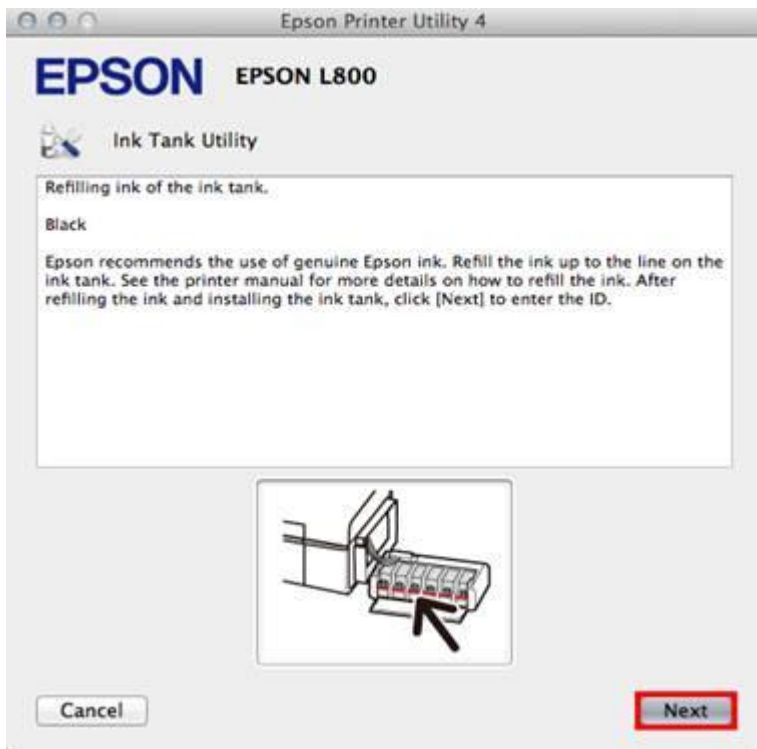 Epson Printer Utility 4
EPSON EPSON L800
Ink Tank Utility
Refilling ink of the ink tank.
Black
Epson recommends the use of genuine Epson ink. Refill the ink up to the line on the
ink tank. See the printer manual for more details on how to refill the ink. After
refilling the ink and installing the ink tank, click [Next] to enter the ID.
Cancel
Next